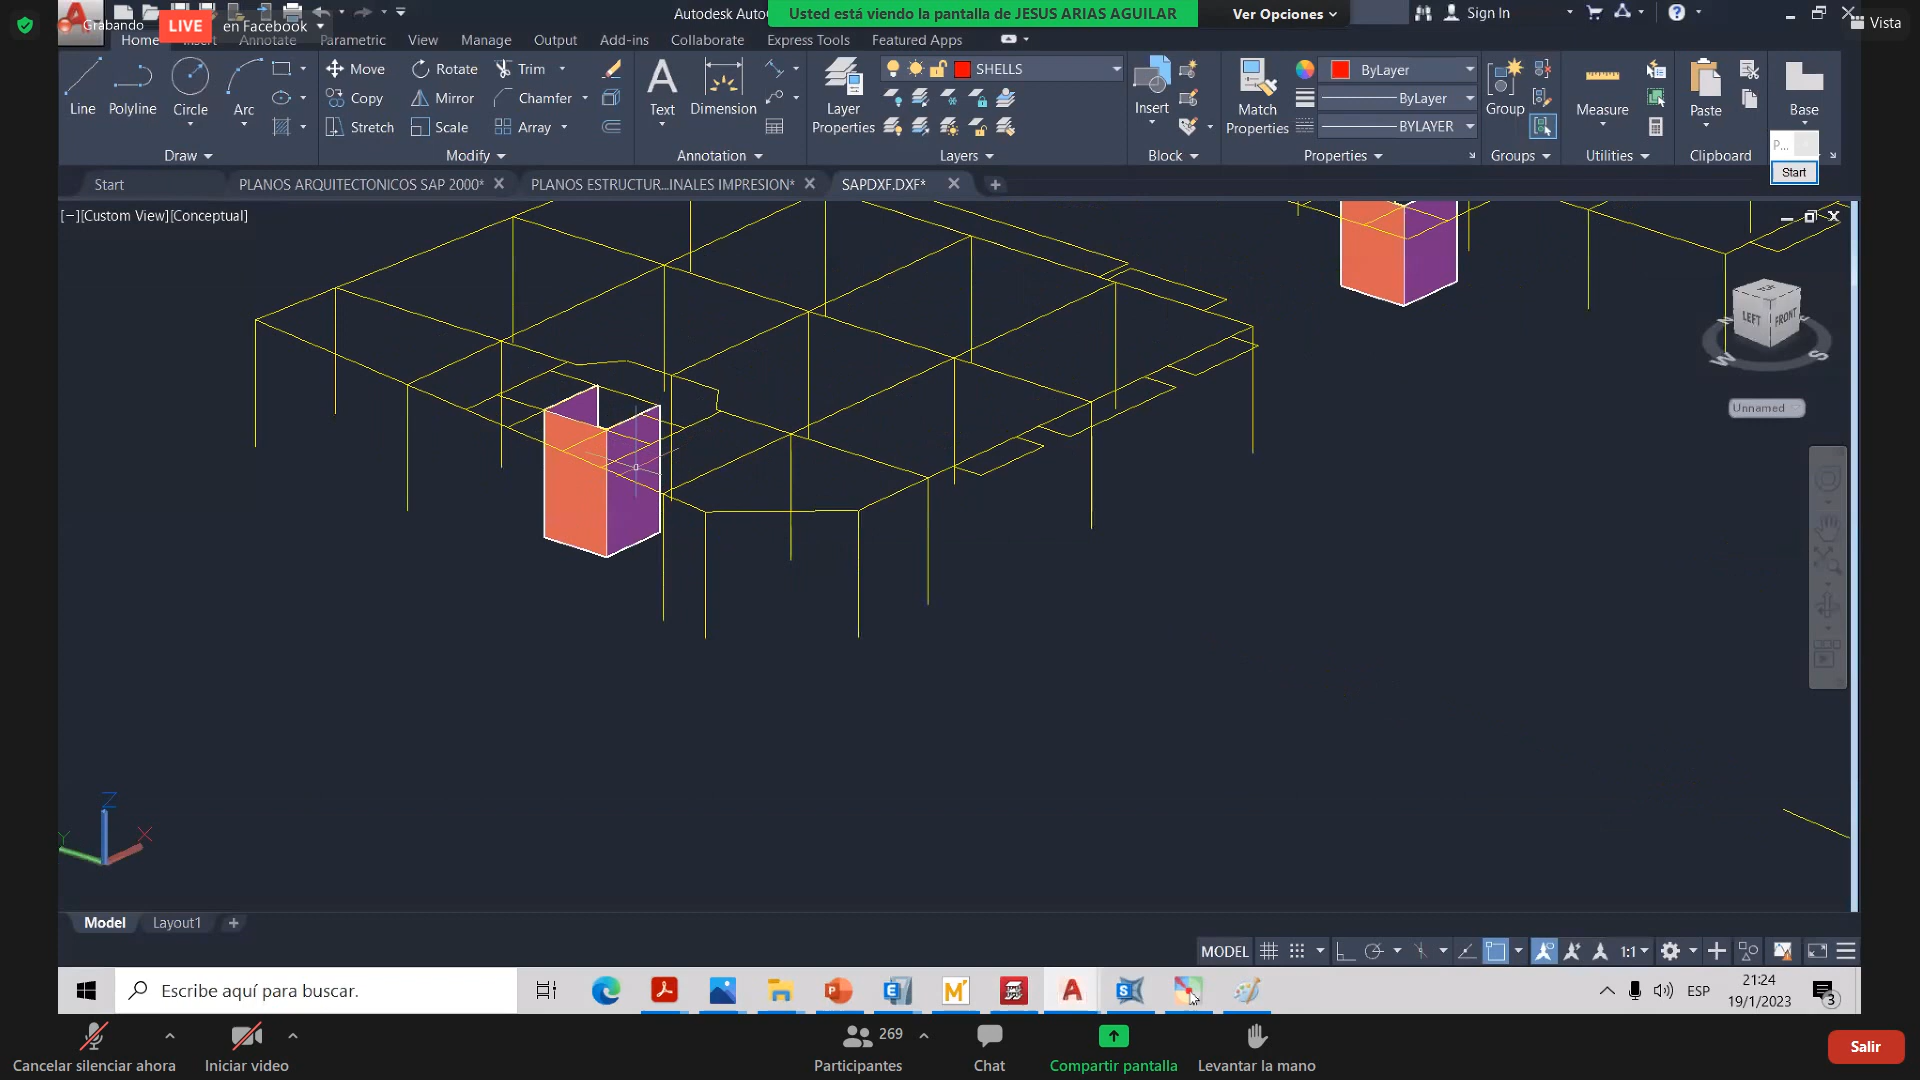 Grabando
LIVE
en Facebook
Autodesk Auto
Usted está viendo la pantalla de JESUS ARIAS AGUILAR
Ver Opciones
Sign In
Vista
Home
Insert
Annotate
Parametric
View
Manage
Output
Add-ins
Collaborate
Express Tools
Featured Apps
Line
Polyline
Circle
Arc
Draw
Move
Copy
Stretch
Rotate
Mirror
Scale
Trim
Chamfer
Array
Modify
Text
Dimension
Annotation
Layer
Properties
SHELLS
Layers
Insert
Block
Match
Properties
ByLayer
ByLayer
BYLAYER
Properties
Group
Groups
Measure
Utilities
Paste
Clipboard
Base
P...
Start
Start
PLANOS ARQUITECTONICOS SAP 2000*
PLANOS ESTRUCTUR...INALES IMPRESION*
SAPDXF.DXF*
[−][Custom View][Conceptual]
TOP
LEFT
FRONT
W
S
Unnamed
Z
Y
X
Model
Layout1
MODEL
1:1
Escribe aquí para buscar.
ESP
21:24
19/1/2023
3
Cancelar silenciar ahora
Iniciar video
269
Participantes
Chat
Compartir pantalla
Levantar la mano
Salir